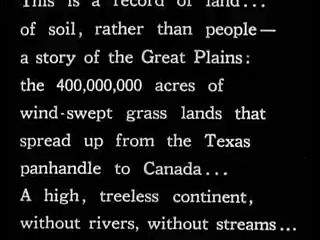 This is a record of land...
of soil, rather than people—
a story of the Great Plains:
the 400,000,000 acres of
wind-swept grass lands that
spread up from the Texas
panhandle to Canada...
A high, treeless continent,
without rivers, without streams...